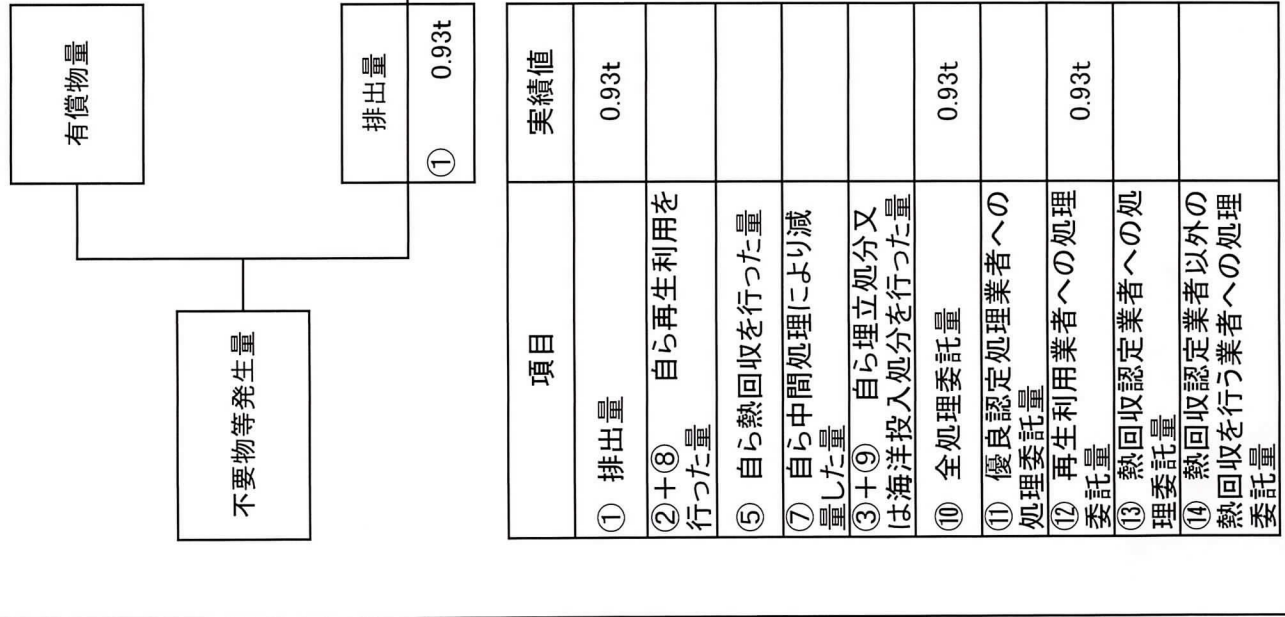 不要物等発生量
有償物量
排出量
① 0.93t
項目
実績値
① 排出量
0.93t
②+⑧ 自ら再生利用を
行った量
⑤ 自ら熱回収を行った量
⑦ 自ら中間処理により減
量した量
③+⑨ 自ら埋立処分又
は海洋投入処分を行った量
⑩ 全処理委託量
0.93t
⑪ 優良認定処理業者への
処理委託量
⑫ 再生利用業者への処理
委託量
0.93t
⑬ 熱回収認定業者への処
理委託量
⑭ 熱回収認定業者以外の
熱回収を行う業者への処理
委託量